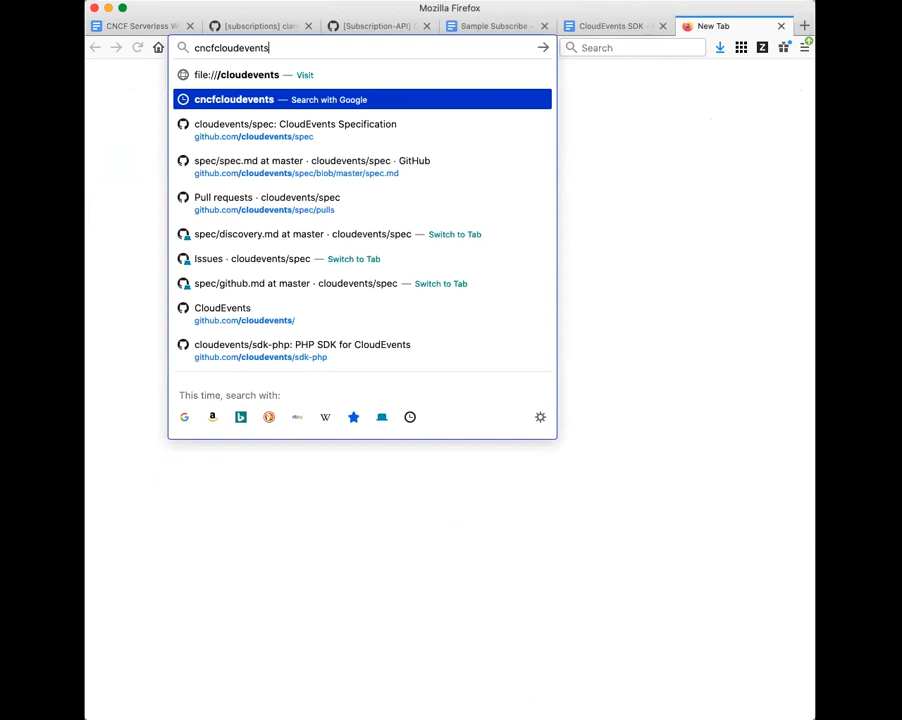 Mozilla Firefox
CNCF Serverless W
[subscriptions] clari
[Subscription-API]
Sample Subscribe
CloudEvents SDK -
New Tab
cncfcloudevents
Search
file:///cloudevents — Visit
cncfcloudevents — Search with Google
cloudevents/spec: CloudEvents Specification
github.com/cloudevents/spec
spec/spec.md at master · cloudevents/spec · GitHub
github.com/cloudevents/spec/blob/master/spec.md
Pull requests · cloudevents/spec
github.com/cloudevents/spec/pulls
spec/discovery.md at master · cloudevents/spec — Switch to Tab
Issues · cloudevents/spec — Switch to Tab
spec/github.md at master · cloudevents/spec — Switch to Tab
CloudEvents
github.com/cloudevents/
cloudevents/sdk-php: PHP SDK for CloudEvents
github.com/cloudevents/sdk-php
This time, search with: